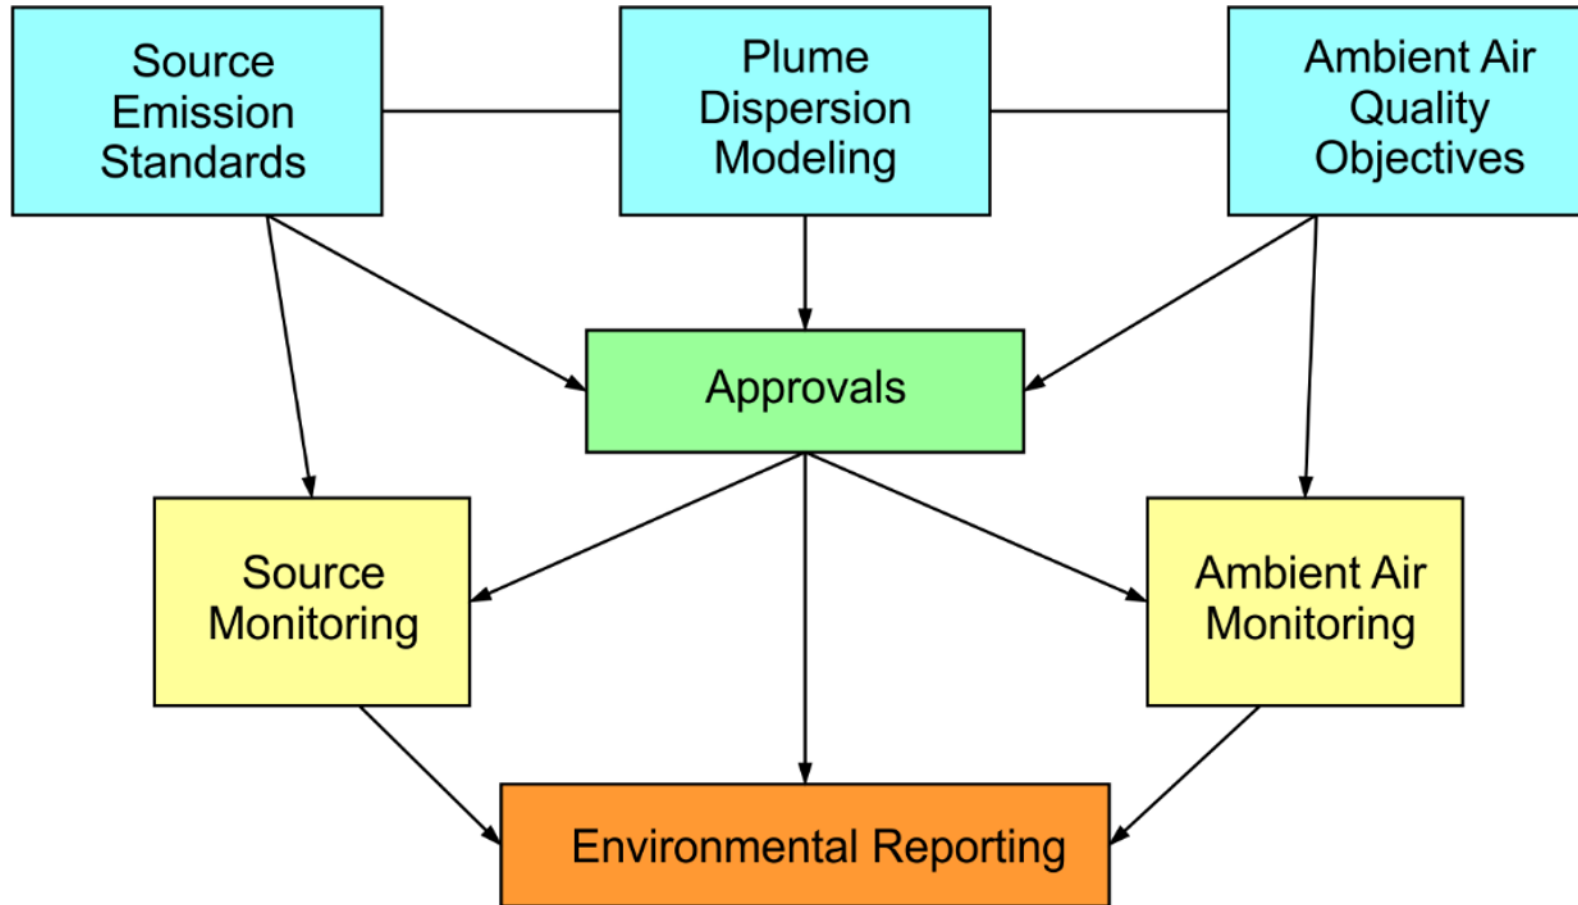 Source
Emission
Standards
Plume
Dispersion
Modeling
Ambient Air
Quality
Objectives
Approvals
Source
Monitoring
Ambient Air
Monitoring
Environmental Reporting